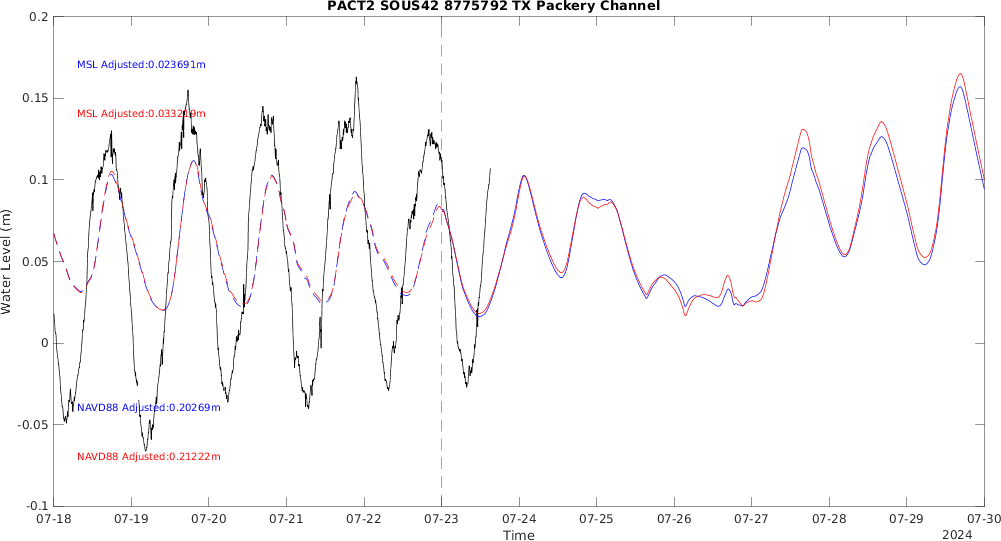 PACT2 SOUS42 8775792 TX Packery Channel
0.2
MSL Adjusted:0.023691m
0.15
MSL Adjusted:0.033219m
0.1
0.05
Water Level (m)
0
NAVD88 Adjusted:0.20269m
-0.05
NAVD88 Adjusted:0.21222m
-0.1
07-18 07-19 07-20 07-21 07-22 07-23 07-24 07-25 07-26 07-27 07-28 07-29 07-30
Time
2024